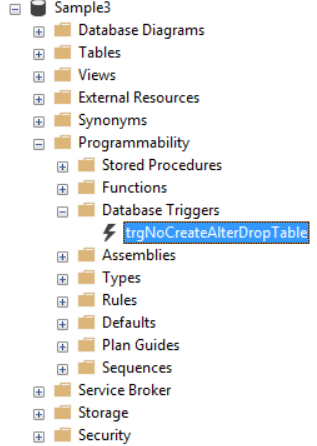 Sample3
Database Diagrams
Tables
Views
External Resources
Synonyms
Programmability
Stored Procedures
Functions
Database Triggers
trgNoCreateAlterDropTable
Assemblies
Types
Rules
Defaults
Plan Guides
Sequences
Service Broker
Storage
Security